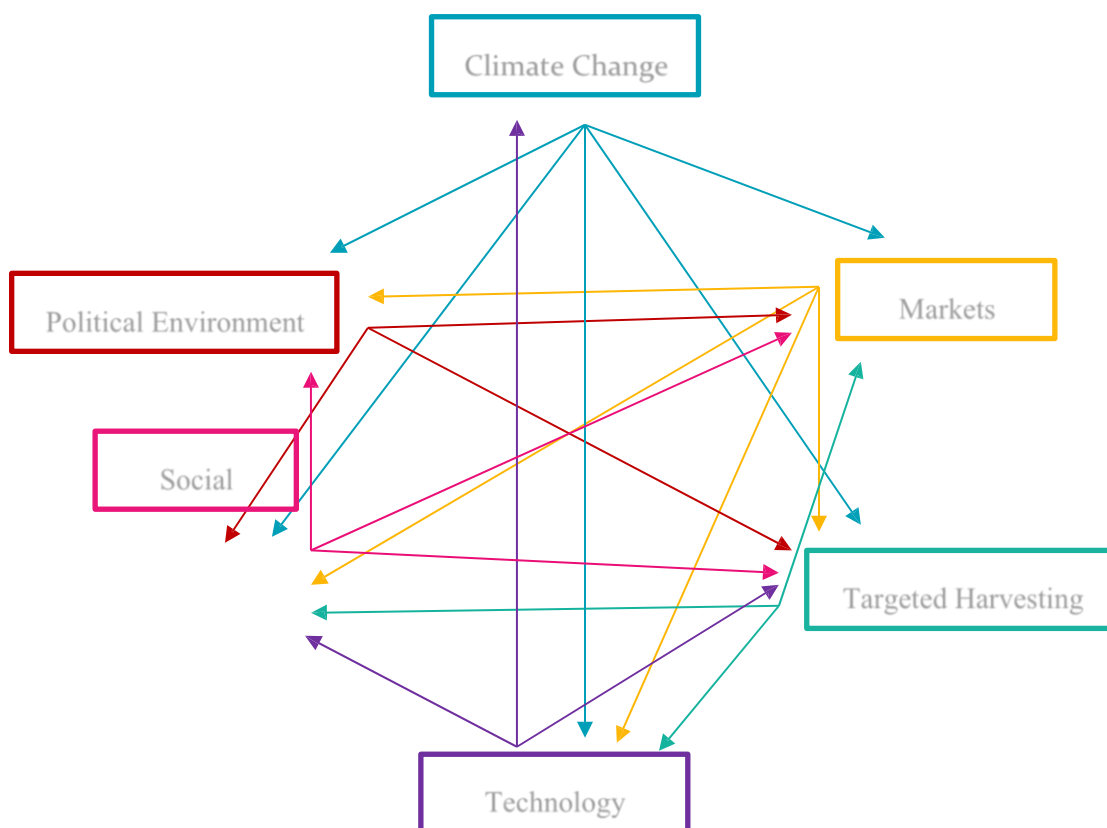 Climate Change
Political Environment
Markets
Social
Targeted Harvesting
Technology